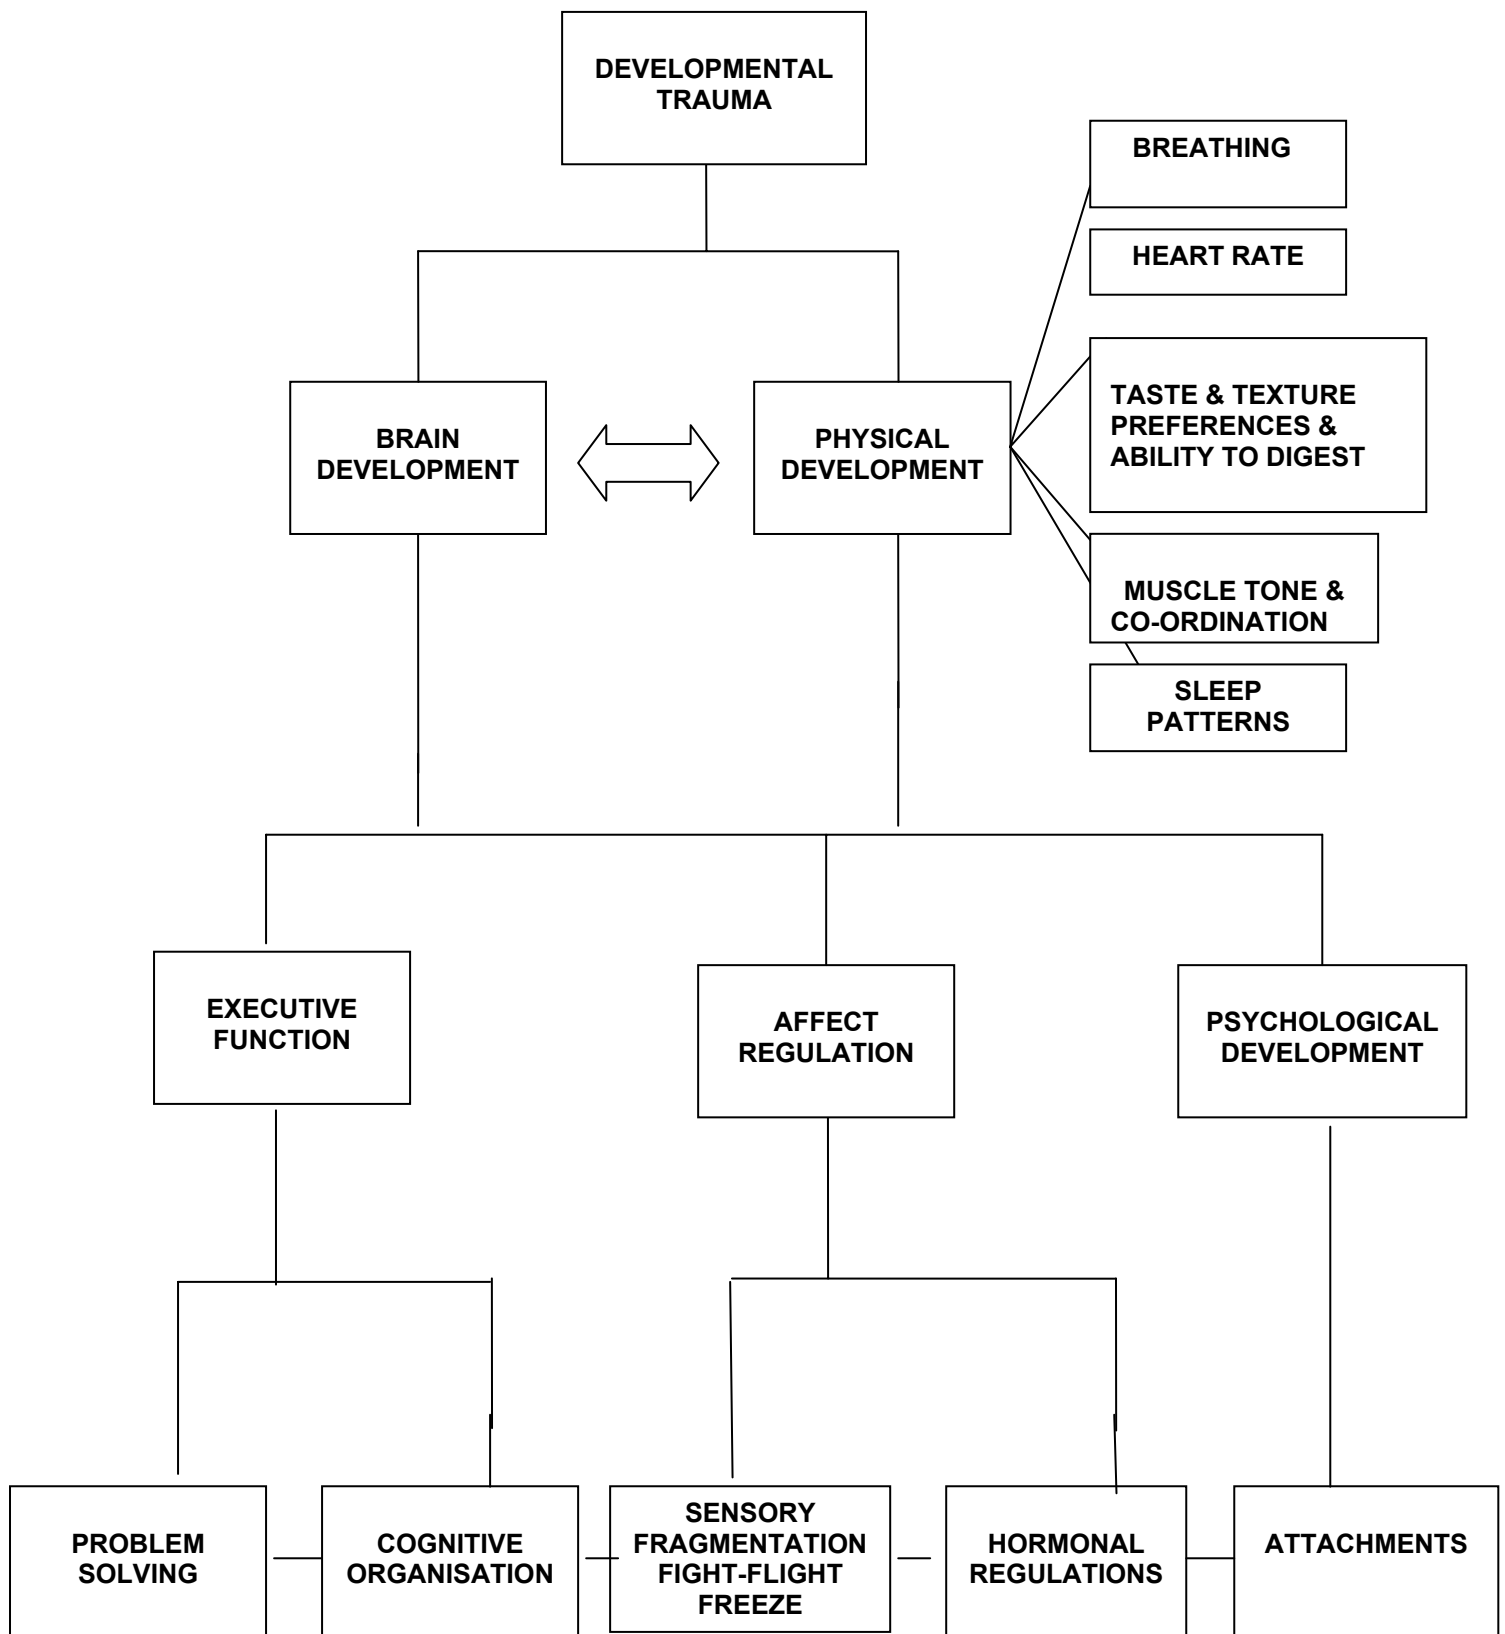 DEVELOPMENTAL
TRAUMA
BREATHING
HEART RATE
TASTE & TEXTURE
PREFERENCES &
ABILITY TO DIGEST
BRAIN
DEVELOPMENT
PHYSICAL
DEVELOPMENT
MUSCLE TONE &
CO-ORDINATION
SLEEP
PATTERNS
EXECUTIVE
FUNCTION
AFFECT
REGULATION
PSYCHOLOGICAL
DEVELOPMENT
PROBLEM
SOLVING
COGNITIVE
ORGANISATION
SENSORY
FRAGMENTATION
FIGHT-FLIGHT
FREEZE
HORMONAL
REGULATIONS
ATTACHMENTS